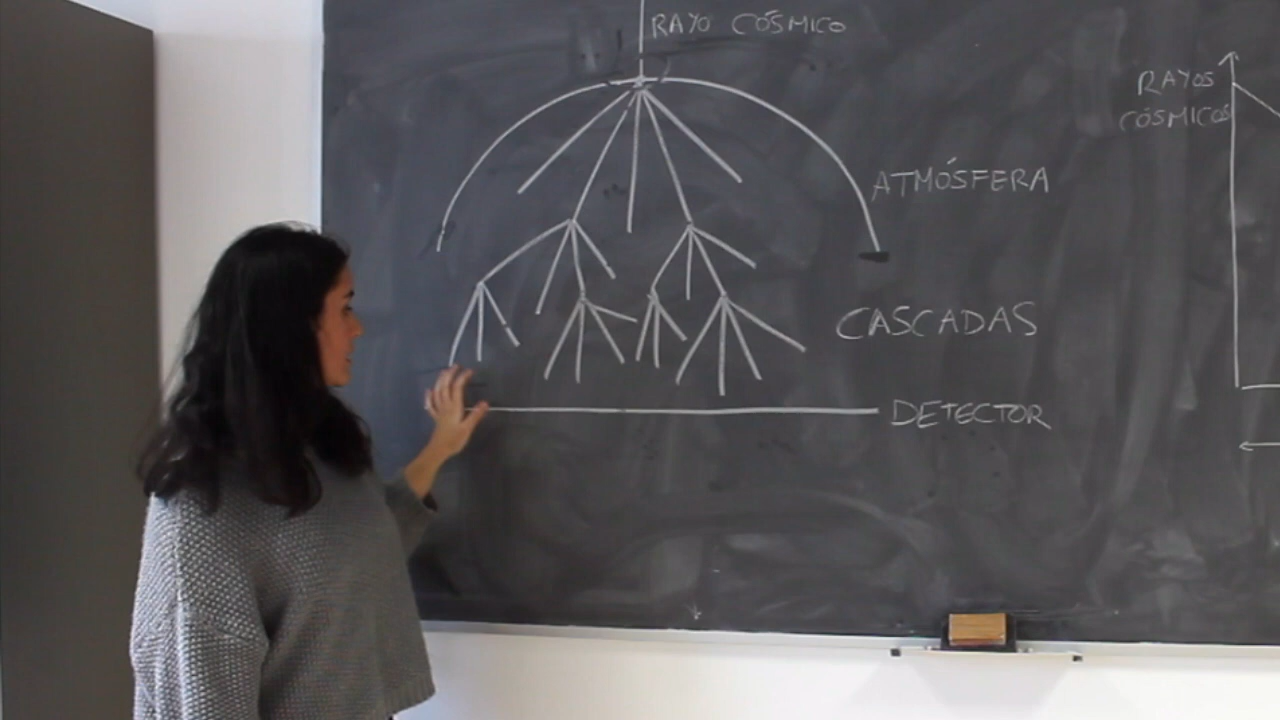 RAYO CÓSMICO
RAYOS
CÓSMICOS
ATMÓSFERA
CASCADAS
DETECTOR